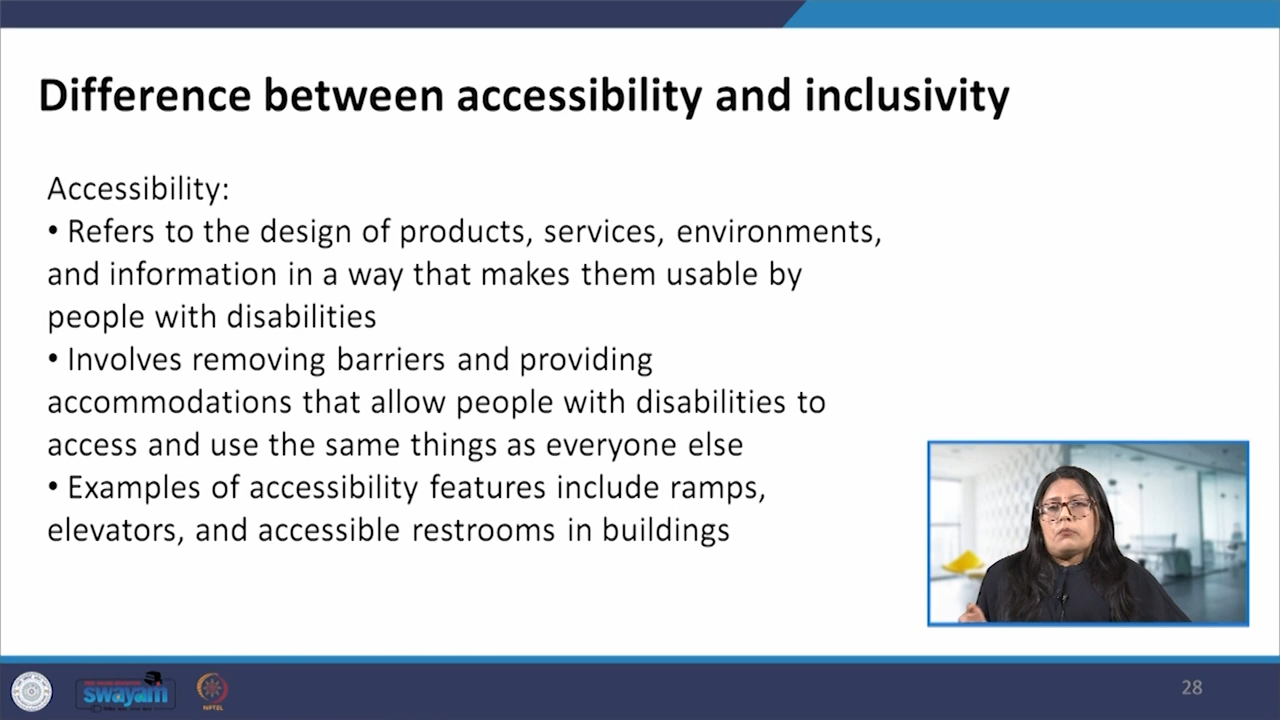 Difference between accessibility and inclusivity
Accessibility:
• Refers to the design of products, services, environments,
and information in a way that makes them usable by
people with disabilities
• Involves removing barriers and providing
accommodations that allow people with disabilities to
access and use the same things as everyone else
• Examples of accessibility features include ramps,
elevators, and accessible restrooms in buildings
swayam
NPTEL
28